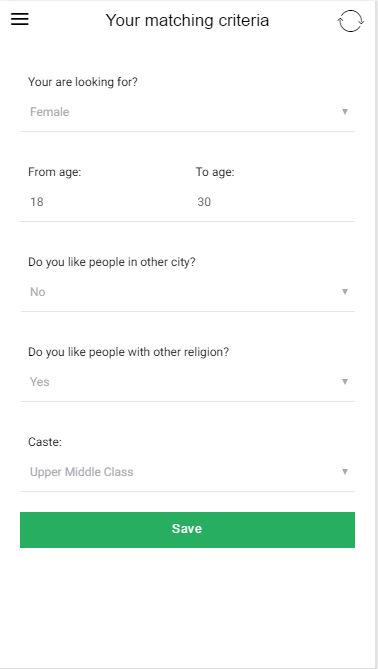 Your matching criteria
Your are looking for?
Female
From age: To age:
18 30
Do you like people in other city?
No
Do you like people with other religion?
Yes
Caste:
Upper Middle Class
Save